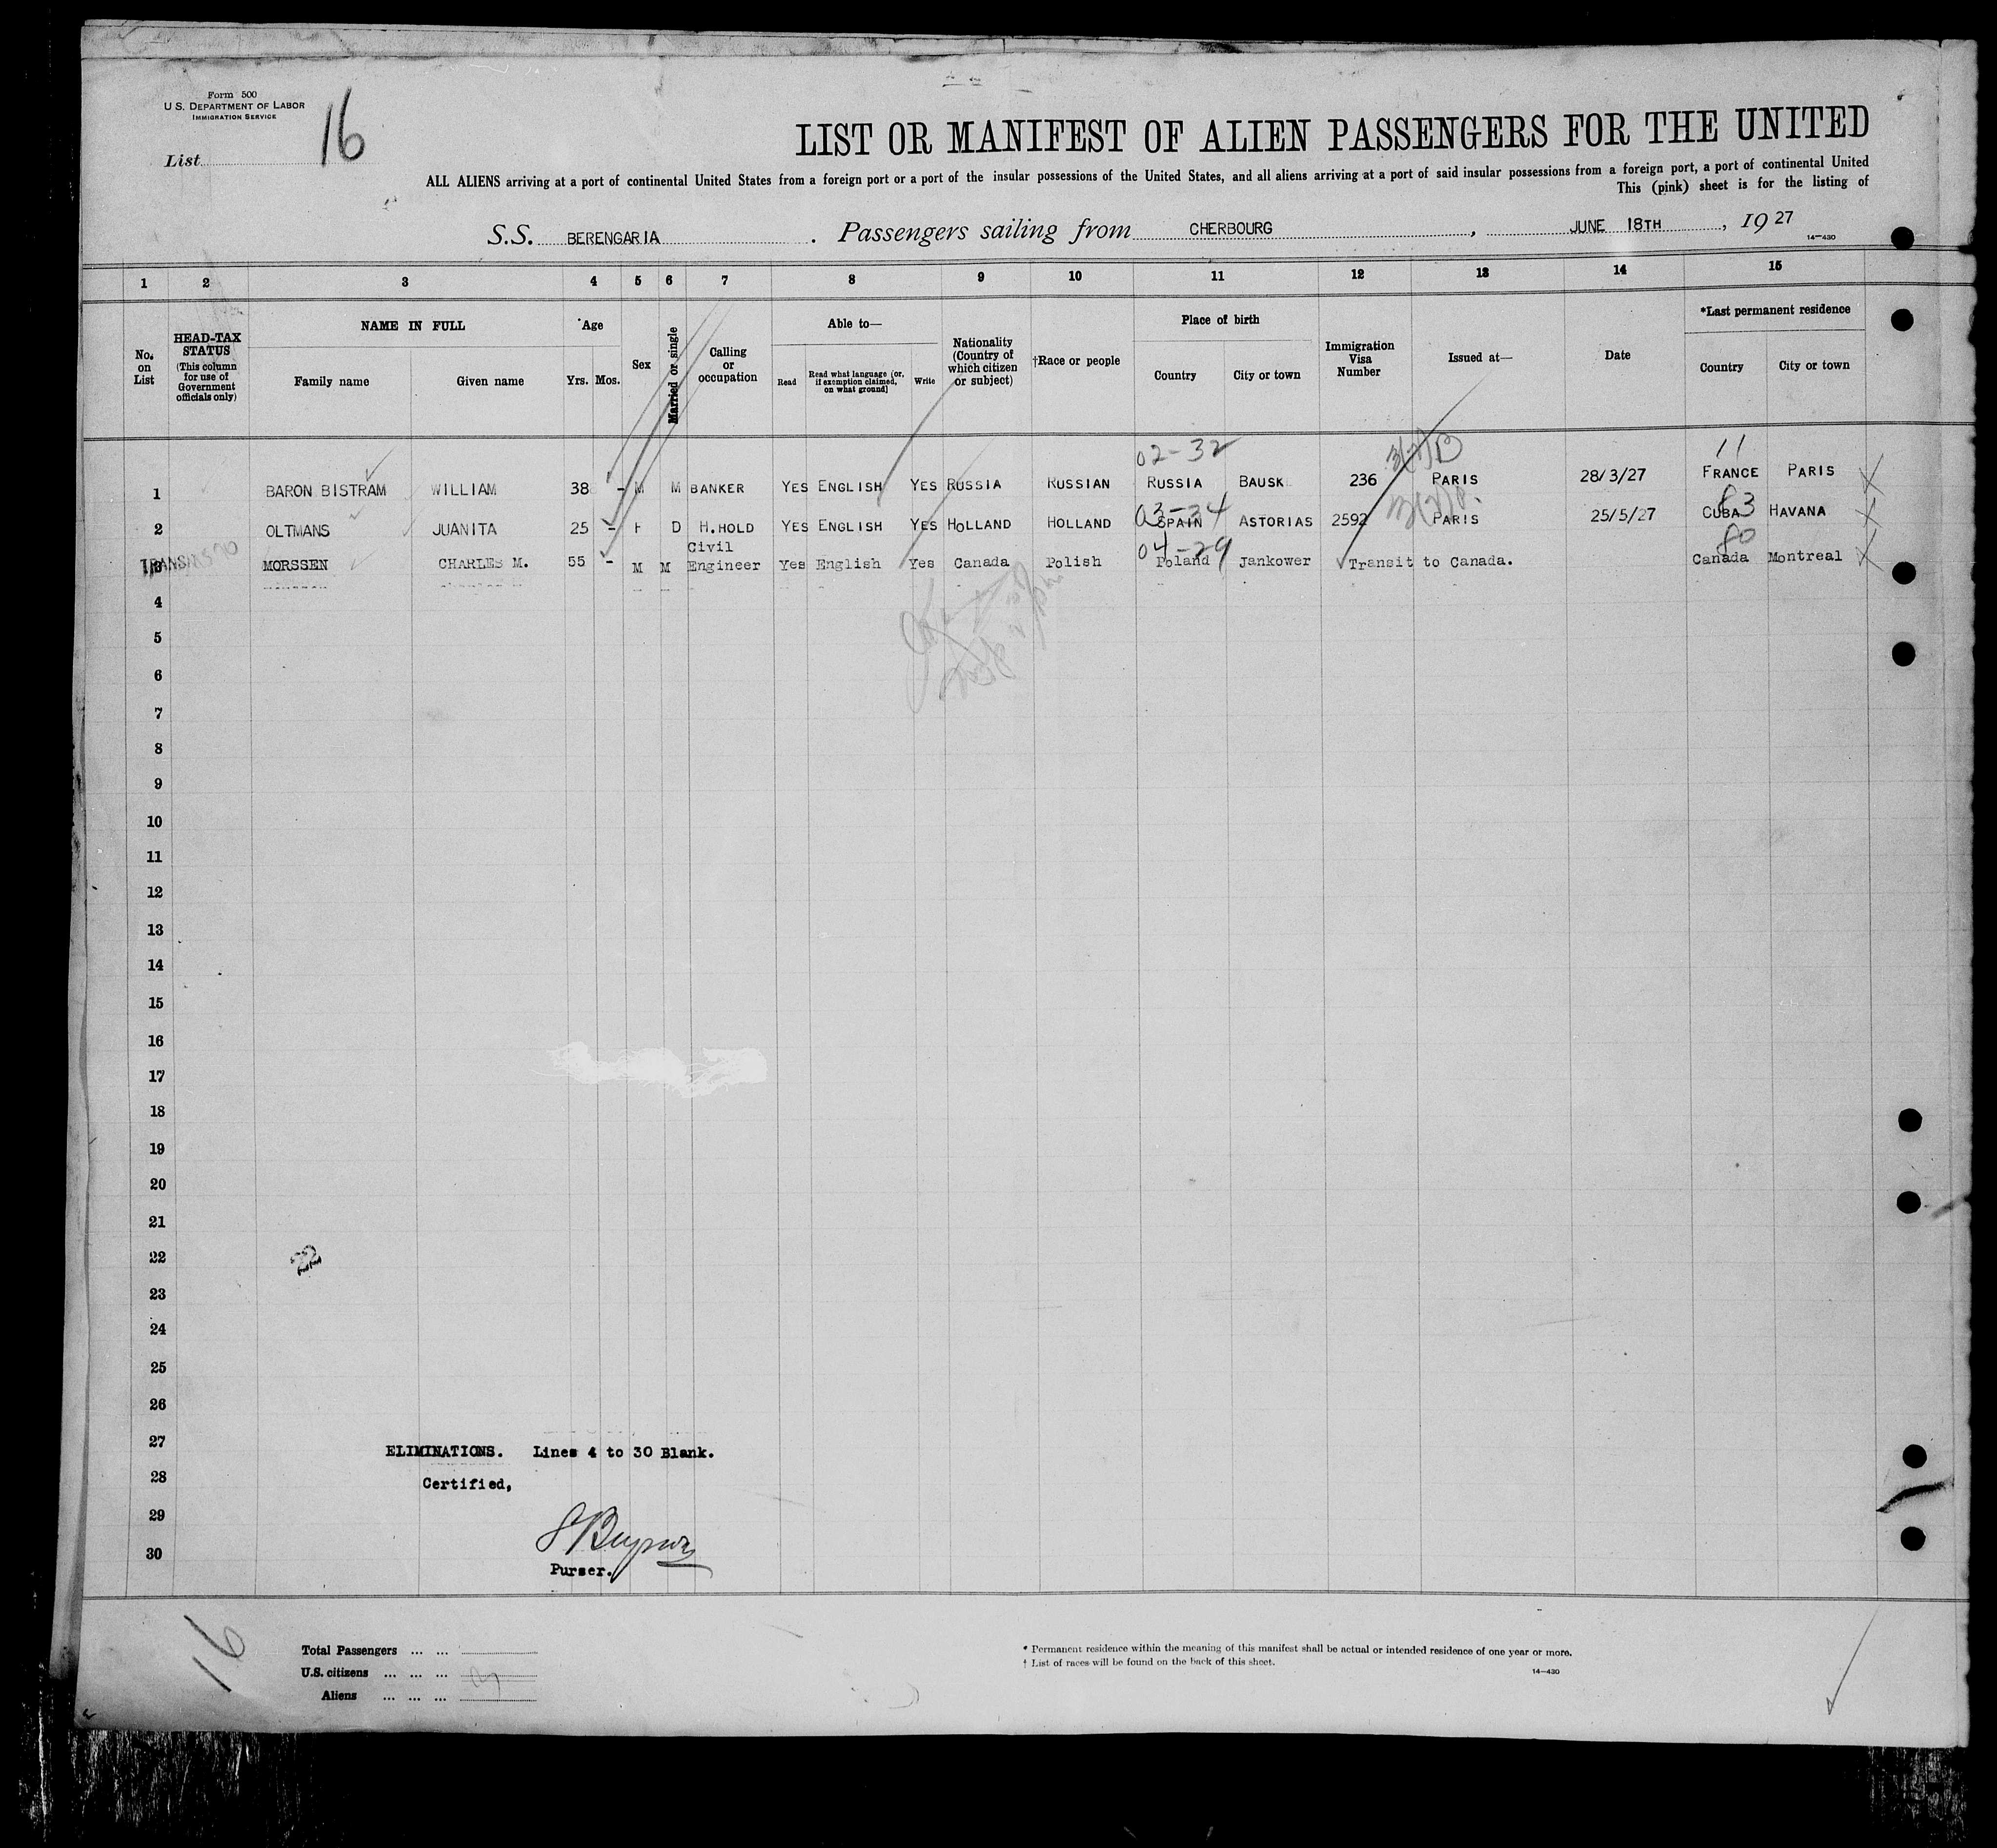 Form 500
U.S. DEPARTMENT OF LABOR
IMMIGRATION SERVICE
List 16
LIST OR MANIFEST OF ALIEN PASSENGERS FOR THE UNITED
ALL ALIENS arriving at a port of continental United States from a foreign port or a port of the insular possessions of the United States, and all aliens arriving at a port of said insular possessions from a foreign port, a port of continental United
This (pink) sheet is for the listing of
S.S. BERENGARIA. Passengers sailing from CHERBOURG, JUNE 18TH, 1927
14-430
1 2 3 4 5 6 7 8 9 10 11 12 13 14 15
No. on List
HEAD-TAX STATUS (This column for use of Government officials only)
NAME IN FULL
Family name Given name
Age
Yrs. Mos.
Sex
Married or single
Calling or occupation
Able to—
Read
Read what language (or, if exemption claimed, on what ground)
Write
Nationality (Country of which citizen or subject)
†Race or people
Place of birth
Country City or town
Immigration Visa Number
Issued at—
Date
*Last permanent residence
Country City or town
02-32 3(2)B 11
1 BARON BISTRAM WILLIAM 38 - M M BANKER YES ENGLISH YES RUSSIA RUSSIAN RUSSIA BAUSK 236 PARIS 28/3/27 FRANCE PARIS
03-34 83
2 OLTMANS JUANITA 25 - F D H.HOLD YES ENGLISH YES HOLLAND HOLLAND SPAIN ASTORIAS 2592 PARIS 25/5/27 CUBA HAVANA
04-29 80
TRANSIT 3 MORSSEN CHARLES M. 55 - M M Civil Engineer Yes English Yes Canada Polish Poland Jankower Transit to Canada. Canada Montreal
4
5
6
7
8
9
10
11
12
13
14
15
16
17
18
19
20
21
22 22
23
24
25
26
27 ELIMINATIONS. Lines 4 to 30 Blank.
28 Certified,
29
30 Purser.
16
Total Passengers ... ...
U.S. citizens ... ... ...
Aliens ... ... ...
* Permanent residence within the meaning of this manifest shall be actual or intended residence of one year or more.
† List of races will be found on the back of this sheet.
14-430